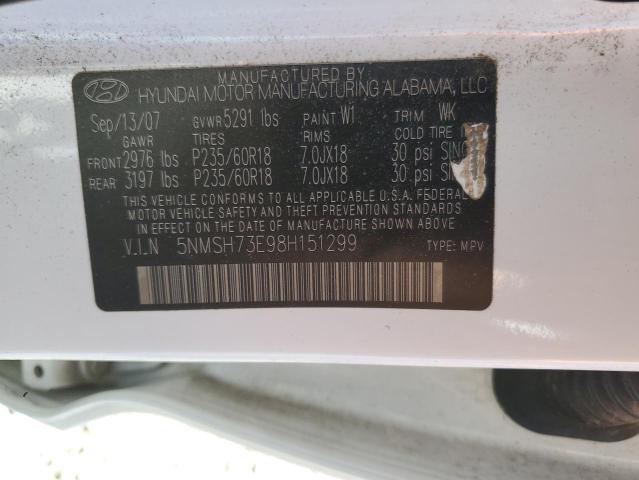 MANUFACTURED BY
HYUNDAI MOTOR MANUFACTURING ALABAMA, LLC
Sep/13/07 GVWR 5291 lbs PAINT W1 TRIM WK
GAWR TIRES RIMS COLD TIRE
FRONT 2976 lbs P235/60R18 7.0JX18 30 psi
REAR 3197 lbs P235/60R18 7.0JX18 30 psi
THIS VEHICLE CONFORMS TO ALL APPLICABLE U.S.A. FEDERAL
MOTOR VEHICLE SAFETY AND THEFT PREVENTION
STANDARDS IN EFFECT ON THE DATE OF MANUFACTURE SHOWN ABOVE
V.I.N 5NMSH73E98H151299 TYPE: MPV